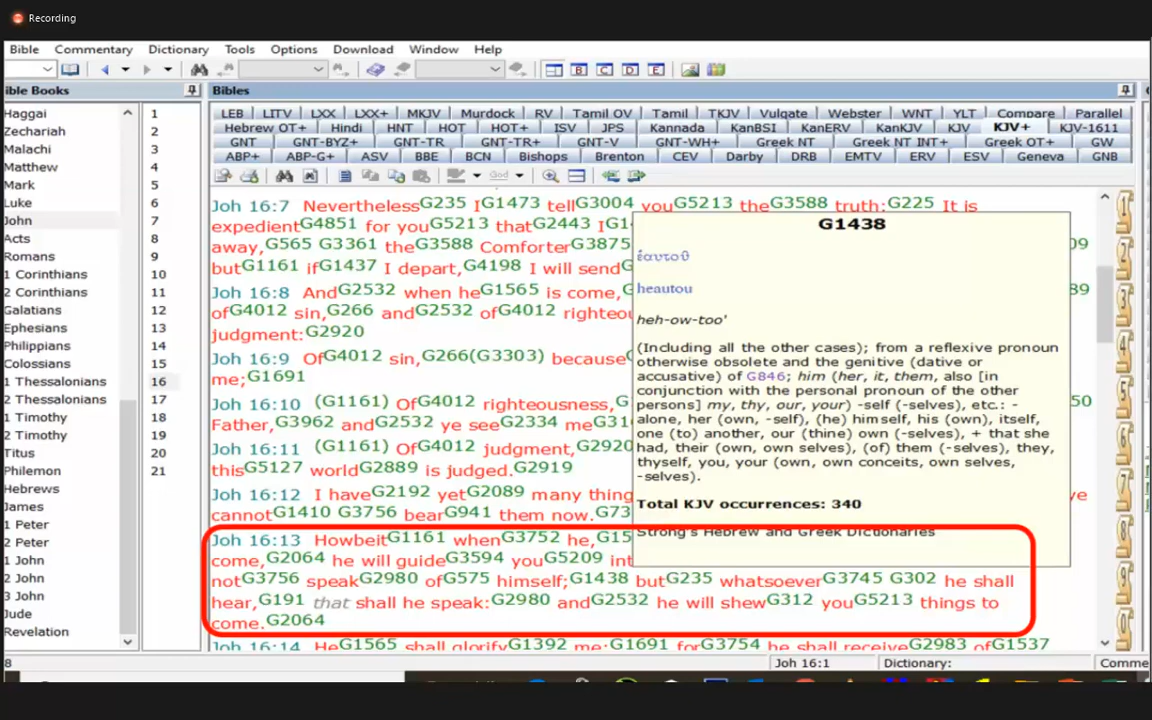 Recording
Bible Commentary Dictionary Tools Options Download Window Help
ible Books
Bibles
Haggai
Zechariah
Malachi
Matthew
Mark
Luke
John
Acts
Romans
1 Corinthians
2 Corinthians
Galatians
Ephesians
Philippians
Colossians
1 Thessalonians
2 Thessalonians
1 Timothy
2 Timothy
Titus
Philemon
Hebrews
James
1 Peter
2 Peter
1 John
2 John
3 John
Jude
Revelation
1
2
3
4
5
6
7
8
9
10
11
12
13
14
15
16
17
18
19
20
21
LEB LITV LXX LXX+ MKJV Murdock RV Tamil OV Tamil TKJV Vulgate Webster WNT YLT Compare Parallel
Hebrew OT+ Hindi HNT HOT HOT+ ISV JPS Kannada KanBSI KanERV KanKJV KJV KJV+ KJV-1611
GNT GNT-BYZ+ GNT-TR GNT-TR+ GNT-V GNT-WH+ Greek NT Greek NT INT+ Greek OT+ GW
ABP+ ABP-G+ ASV BBE BCN Bishops Brenton CEV Darby DRB EMTV ERV ESV Geneva GNB
B C D E
God
Joh 16:7 NeverthelessG235 IG1473 tellG3004 youG5213 theG3588 truth:G225 It is
expedientG4851 for youG5213 thatG2443 IG1
away,G565 G3361 theG3588 ComforterG3875 09
butG1161 ifG1437 I depart,G4198 I will sendG
Joh 16:8 AndG2532 when heG1565 is come,G 89
ofG4012 sin,G266 andG2532 ofG4012 righteou
judgment:G2920
Joh 16:9 OfG4012 sin,G266(G3303) because
me;G1691
Joh 16:10 (G1161) OfG4012 righteousness, 50
Father,G3962 andG2532 ye seeG2334 meG3
Joh 16:11 (G1161) OfG4012 judgment,G2920
thisG5127 worldG2889 is judged.G2919
Joh 16:12 I haveG2192 yetG2089 many thing ve
cannotG1410 G3756 bearG941 them now.G73
Joh 16:13 HowbeitG1161 whenG3752 he,G15
come,G2064 he will guideG3594 youG5209 int
notG3756 speakG2980 ofG575 himself;G1438 butG235 whatsoeverG3745 G302 he shall
hear,G191 that shall he speak:G2980 andG2532 he will shewG312 youG5213 things to
come.G2064
Joh 16:14 HeG1565 shall glorifyG1392 me:G1691 forG3754 he shall receiveG2983 ofG1537
G1438
ἑαυτοῦ
heautou
heh-ow-too'
(Including all the other cases); from a reflexive pronoun
otherwise obsolete and the genitive (dative or
accusative) of G846; him (her, it, them, also [in
conjunction with the personal pronoun of the other
persons] my, thy, our, your) -self (-selves), etc.: -
alone, her (own, -self), (he) himself, his (own), itself,
one (to) another, our (thine) own (-selves), + that she
had, their (own, own selves), (of) them (-selves), they,
thyself, you, your (own, own conceits, own selves,
-selves).
Total KJV occurrences: 340
Strong's Hebrew and Greek Dictionaries
8
Joh 16:1
Dictionary:
Comme